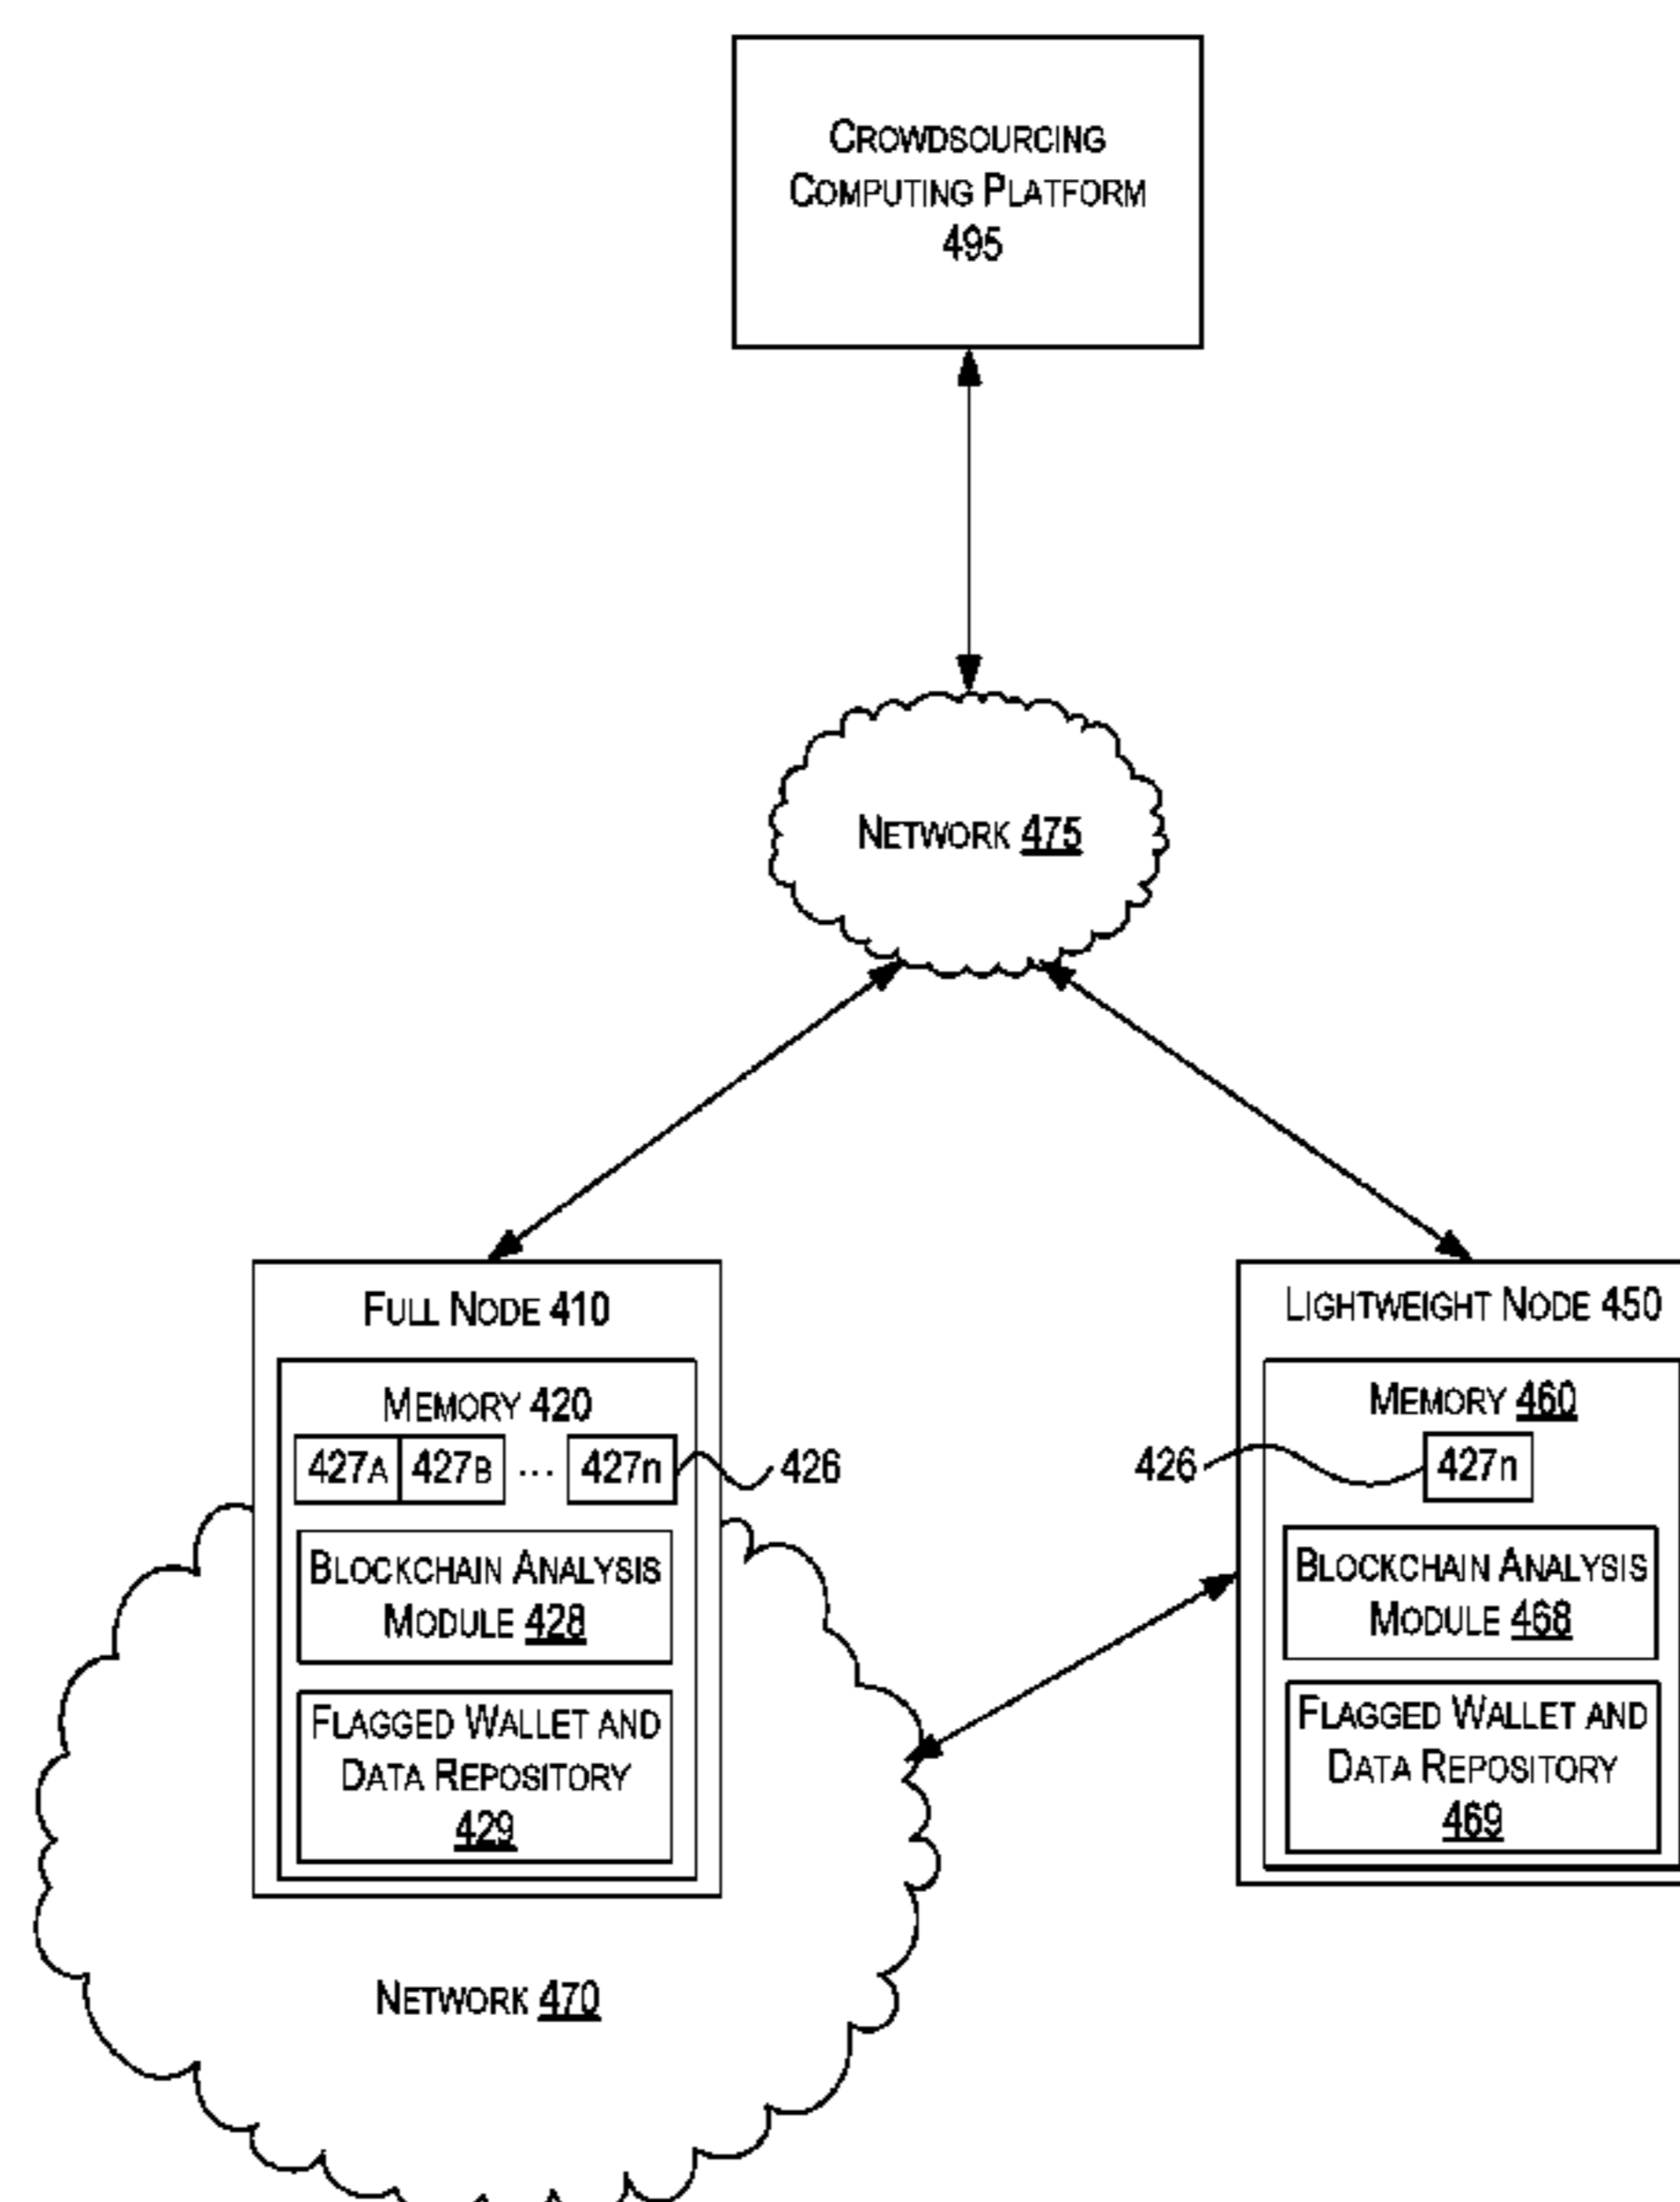 CROWDSOURCING
COMPUTING PLATFORM
495
NETWORK 475
FULL NODE 410
MEMORY 420
427A 427B ... 427n 426
BLOCKCHAIN ANALYSIS
MODULE 428
FLAGGED WALLET AND
DATA REPOSITORY
429
NETWORK 470
LIGHTWEIGHT NODE 450
MEMORY 460
426 427n
BLOCKCHAIN ANALYSIS
MODULE 468
FLAGGED WALLET AND
DATA REPOSITORY
469